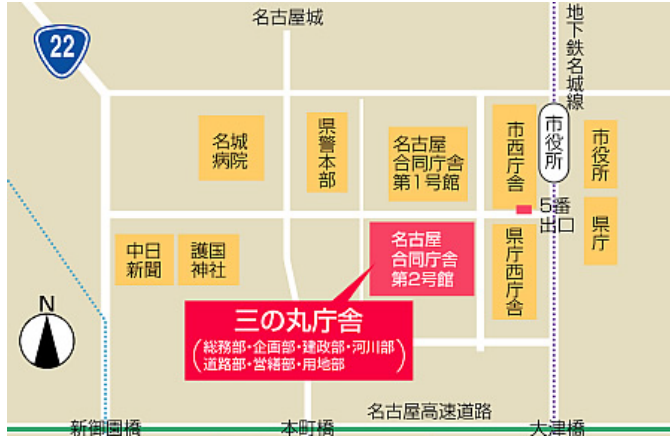 名古屋城
22
地下鉄名城線
名城
病院
県警本部
名古屋
合同庁舎
第1号館
市西庁舎
市役所
市役所
5番
出口
県庁
中日
新聞
護国
神社
名古屋
合同庁舎
第2号館
県庁西庁舎
三の丸庁舎
(総務部・企画部・建政部・河川部
道路部・営繕部・用地部)
N
名古屋高速道路
新御園橋
本町橋
大津橋